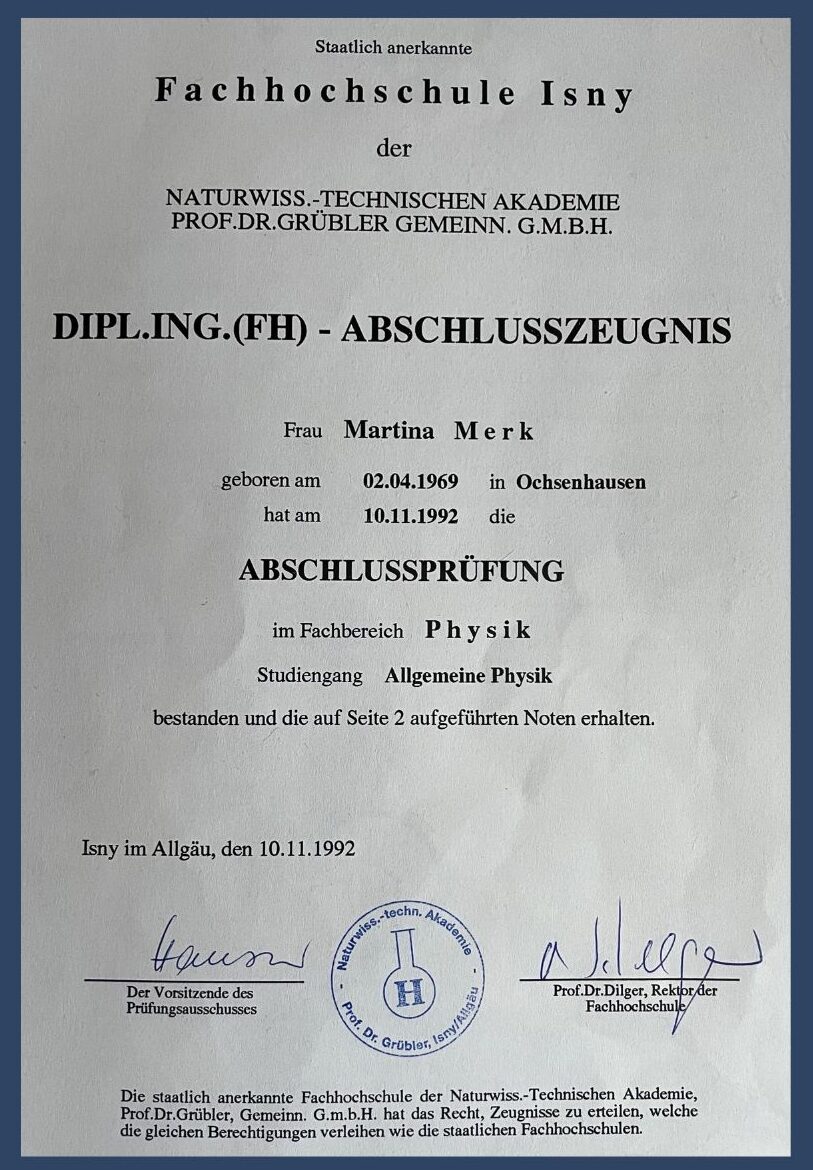 Staatlich anerkannte
Fachhochschule Isny
der
NATURWISS.-TECHNISCHEN AKADEMIE
PROF.DR.GRÜBLER GEMEINN. G.M.B.H.
DIPL.ING.(FH) - ABSCHLUSSZEUGNIS
Frau Martina Merk
geboren am 02.04.1969 in Ochsenhausen
hat am 10.11.1992 die
ABSCHLUSSPRÜFUNG
im Fachbereich Physik
Studiengang Allgemeine Physik
bestanden und die auf Seite 2 aufgeführten Noten erhalten.
Isny im Allgäu, den 10.11.1992
Naturwiss.-techn. Akademie
H
Prof. Dr. Grübler, Isny/Allgäu
Der Vorsitzende des
Prüfungsausschusses
Prof.Dr.Dilger, Rektor der
Fachhochschule
Die staatlich anerkannte Fachhochschule der Naturwiss.-Technischen Akademie,
Prof.Dr.Grübler, Gemeinn. G.m.b.H. hat das Recht, Zeugnisse zu erteilen, welche
die gleichen Berechtigungen verleihen wie die staatlichen Fachhochschulen.